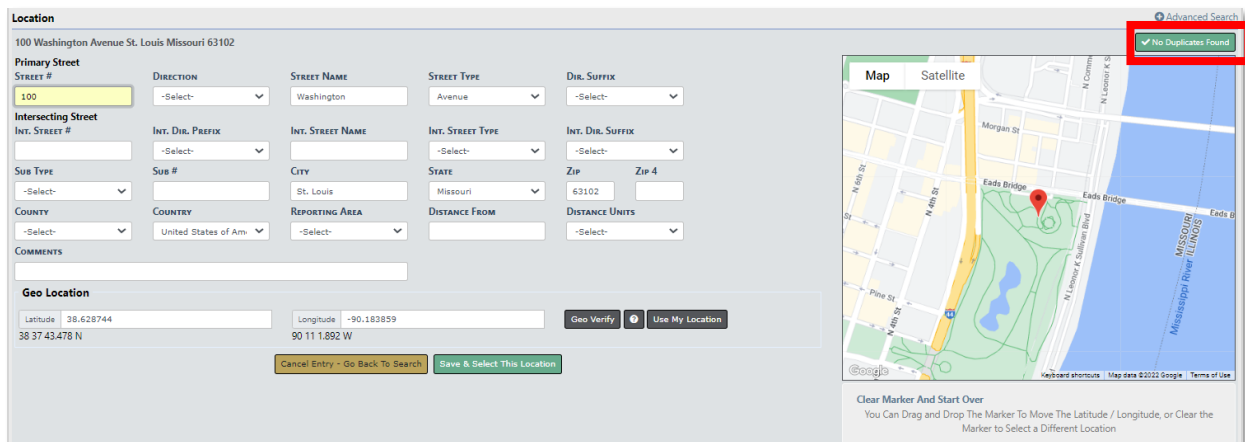 Location
Advanced Search
100 Washington Avenue St. Louis Missouri 63102
No Duplicates Found
Primary Street
Street # Direction Street Name Street Type Dir. Suffix
100 -Select- Washington Avenue -Select-
Intersecting Street
Int. Street # Int. Dir. Prefix Int. Street Name Int. Street Type Int. Dir. Suffix
-Select- -Select- -Select-
Sub Type Sub # City State Zip Zip 4
-Select- St. Louis Missouri 63102
County Country Reporting Area Distance From Distance Units
-Select- United States of Am -Select- -Select-
Comments
Geo Location
Latitude 38.628744 Longitude -90.183859 Geo Verify ? Use My Location
38 37 43.478 N 90 11 1.892 W
Cancel Entry - Go Back To Search Save & Select This Location
Map Satellite
N Comm
N Leonor K S
Morgan St
N 6th St
N 4th St
Eads Bridge
Eads Bridge
Eads B
St
MISSOURI
ILLINOIS
N Leonor K Sullivan Blvd
Mississippi River
Pine St
N 4th St
44
Google
Keyboard shortcuts Map data ©2022 Google Terms of Use
Clear Marker And Start Over
You Can Drag and Drop The Marker To Move The Latitude / Longitude, or Clear the
Marker to Select a Different Location